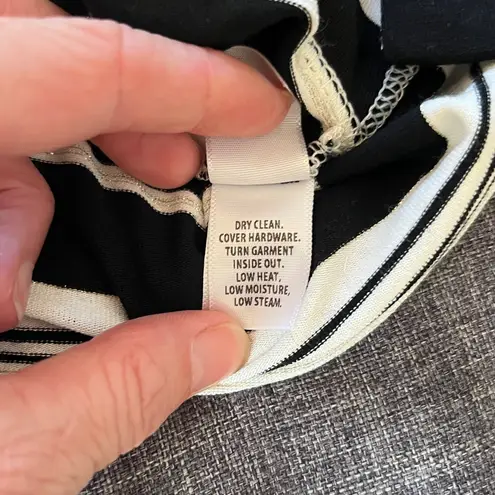 DRY CLEAN.
COVER HARDWARE.
TURN GARMENT
INSIDE OUT.
LOW HEAT,
LOW MOISTURE,
LOW STEAM.